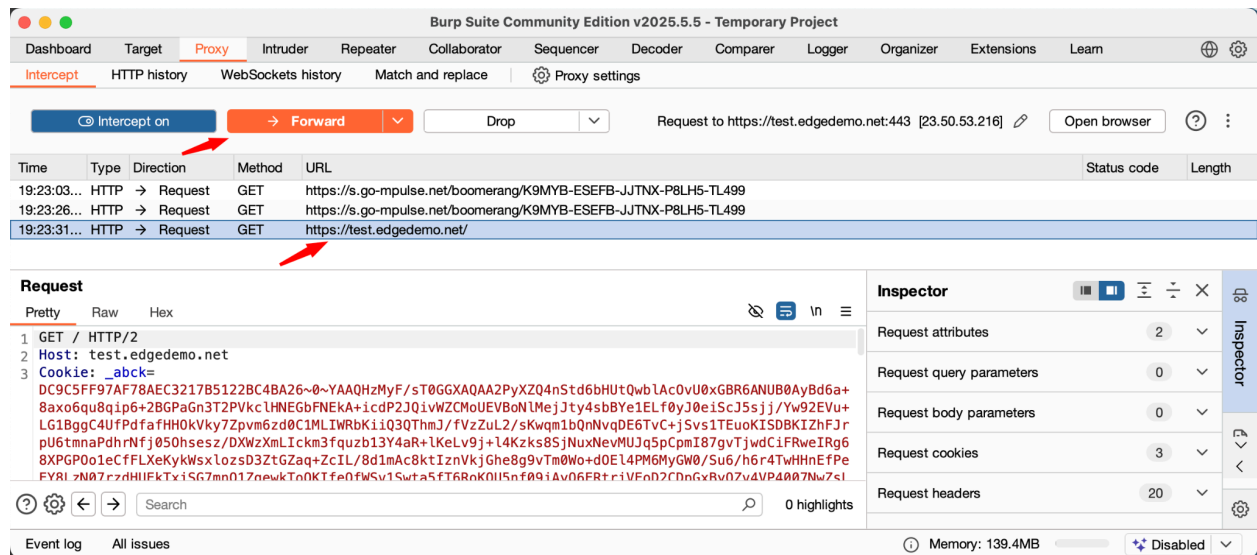 Burp Suite Community Edition v2025.5.5 - Temporary Project
Dashboard Target Proxy Intruder Repeater Collaborator Sequencer Decoder Comparer Logger Organizer Extensions Learn
Intercept HTTP history WebSockets history Match and replace Proxy settings
Intercept on → Forward Drop Request to https://test.edgedemo.net:443 [23.50.53.216] Open browser
Time Type Direction Method URL Status code Length
19:23:03... HTTP → Request GET https://s.go-mpulse.net/boomerang/K9MYB-ESEFB-JJTNX-P8LH5-TL499
19:23:26... HTTP → Request GET https://s.go-mpulse.net/boomerang/K9MYB-ESEFB-JJTNX-P8LH5-TL499
19:23:31... HTTP → Request GET https://test.edgedemo.net/
Request
Pretty Raw Hex \n
1 GET / HTTP/2
2 Host: test.edgedemo.net
3 Cookie: _abck=
DC9C5FF97AF78AEC3217B5122BC4BA26~0~YAAQHzMyF/sT0GGXAQAA2PyXZQ4nStd6bHUtQwblAcOvU0xGBR6ANUB0AyBd6a+
8axo6qu8qip6+2BGPaGn3T2PVkclHNEGbFNEkA+icdP2JQivWZCMoUEVBoNlMejJty4sbBYe1ELf0yJ0eiScJ5sjj/Yw92EVu+
LG1BggC4UfPdfafHHOkVky7Zpvm6zd0C1MLIWRbKiiQ3QThmJ/fVzZuL2/sKwqm1bQnNvqDE6TvC+jSvs1TEuoKISDBKIZhFJr
pU6tmnaPdhrNfj05Ohsesz/DXWzXmLIckm3fquzb13Y4aR+lKeLv9j+l4Kzks8SjNuxNevMUJq5pCpmI87gvTjwdCiFRweIRg6
8XPGPOo1eCfFLXeKykWsxlozsD3ZtGZaq+ZcIL/8d1mAc8ktIznVkjGhe8g9vTm0Wo+dOEl4PM6MyGW0/Su6/h6r4TwHHnEfPe
Search 0 highlights
Inspector
Request attributes 2
Request query parameters 0
Request body parameters 0
Request cookies 3
Request headers 20
Inspector
Event log All issues Memory: 139.4MB Disabled